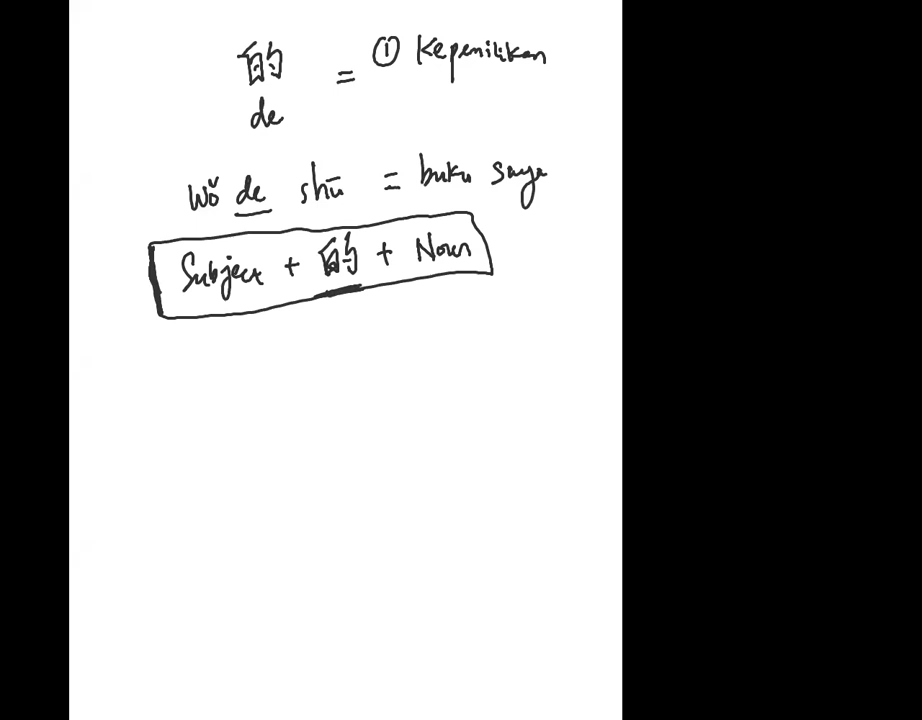 的 = ① Kepemilikan
de
wǒ de shū = buku saya
Subject + 的 + Noun